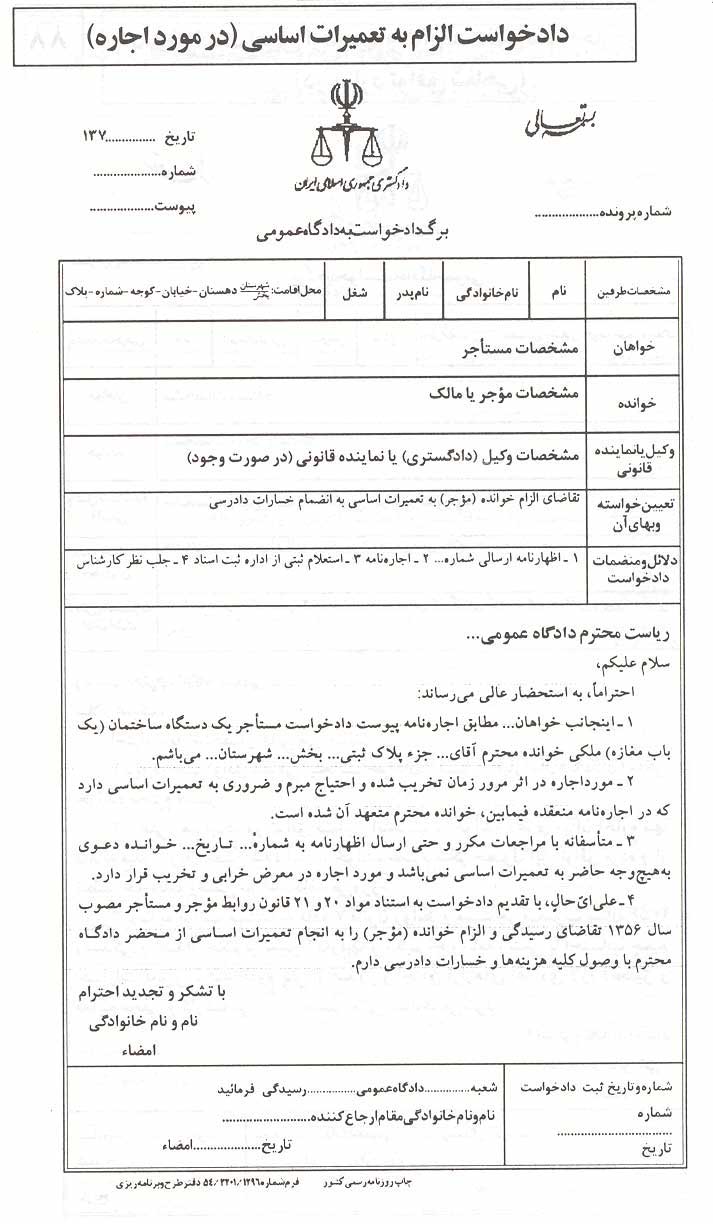 دادخواست الزام به تعمیرات اساسی (در مورد اجاره)
بسمه تعالی
دادگستری جمهوری اسلامی ایران
تاریخ ............... ۱۳۷
شماره....................
پیوست...................
شماره پرونده...................
برگ دادخواست به دادگاه عمومی
مشخصات طرفین نام نام خانوادگی نام پدر شغل محل اقامت: شهرستان بخش دهستان-خیابان-کوچه-شماره-پلاک
خواهان مشخصات مستأجر
خوانده مشخصات مؤجر یا مالک
وکیل یا نماینده قانونی مشخصات وکیل (دادگستری) یا نماینده قانونی (در صورت وجود)
تعیین خواسته وبهای آن تقاضای الزام خوانده (مؤجر) به تعمیرات اساسی به انضمام خسارات دادرسی
دلائل ومنضمات دادخواست ۱ ـ اظهارنامه ارسالی شماره... ۲ ـ اجاره‌نامه ۳ ـ استعلام ثبتی از اداره ثبت اسناد ۴ ـ جلب نظر کارشناس
ریاست محترم دادگاه عمومی...
سلام علیکم،
احتراماً، به استحضار عالی می‌رساند:
۱ ـ اینجانب خواهان... مطابق اجاره‌نامه پیوست دادخواست مستأجر یک دستگاه ساختمان (یک
باب مغازه) ملکی خوانده محترم آقای... جزء پلاک ثبتی... بخش... شهرستان... می‌باشم.
۲ ـ مورداجاره در اثر مرور زمان تخریب شده و احتیاج مبرم و ضروری به تعمیرات اساسی دارد
که در اجاره‌نامه منعقده فیمابین، خوانده محترم متعهد آن شده است.
۳ ـ متأسفانه با مراجعات مکرر و حتی ارسال اظهارنامه به شمارهٔ... تاریخ... خوانده دعوی
به‌هیچ‌وجه حاضر به تعمیرات اساسی نمی‌باشد و مورد اجاره در معرض خرابی و تخریب قرار دارد.
۴ ـ علی‌ایّ‌حال، با تقدیم دادخواست به استناد مواد ۲۰ و ۲۱ قانون روابط مؤجر و مستأجر مصوب
سال ۱۳۵۶ تقاضای رسیدگی و الزام خوانده (مؤجر) را به انجام تعمیرات اساسی از محضر دادگاه
محترم با وصول کلیه هزینه‌ها و خسارات دادرسی دارم.
با تشکر و تجدید احترام
نام و نام خانوادگی
امضاء
شماره و تاریخ ثبت دادخواست
شماره
..................................
تاریخ
شعبه..............دادگاه عمومی...............رسیدگی فرمائید
نام ونام خانوادگی مقام ارجاع کننده..........................
تاریخ....................امضاء
چاپ روزنامه رسمی کشور فرم شماره ۵۴/۳۲۰۱/۱۲۹۶ دفتر طرح وبرنامه ریزی